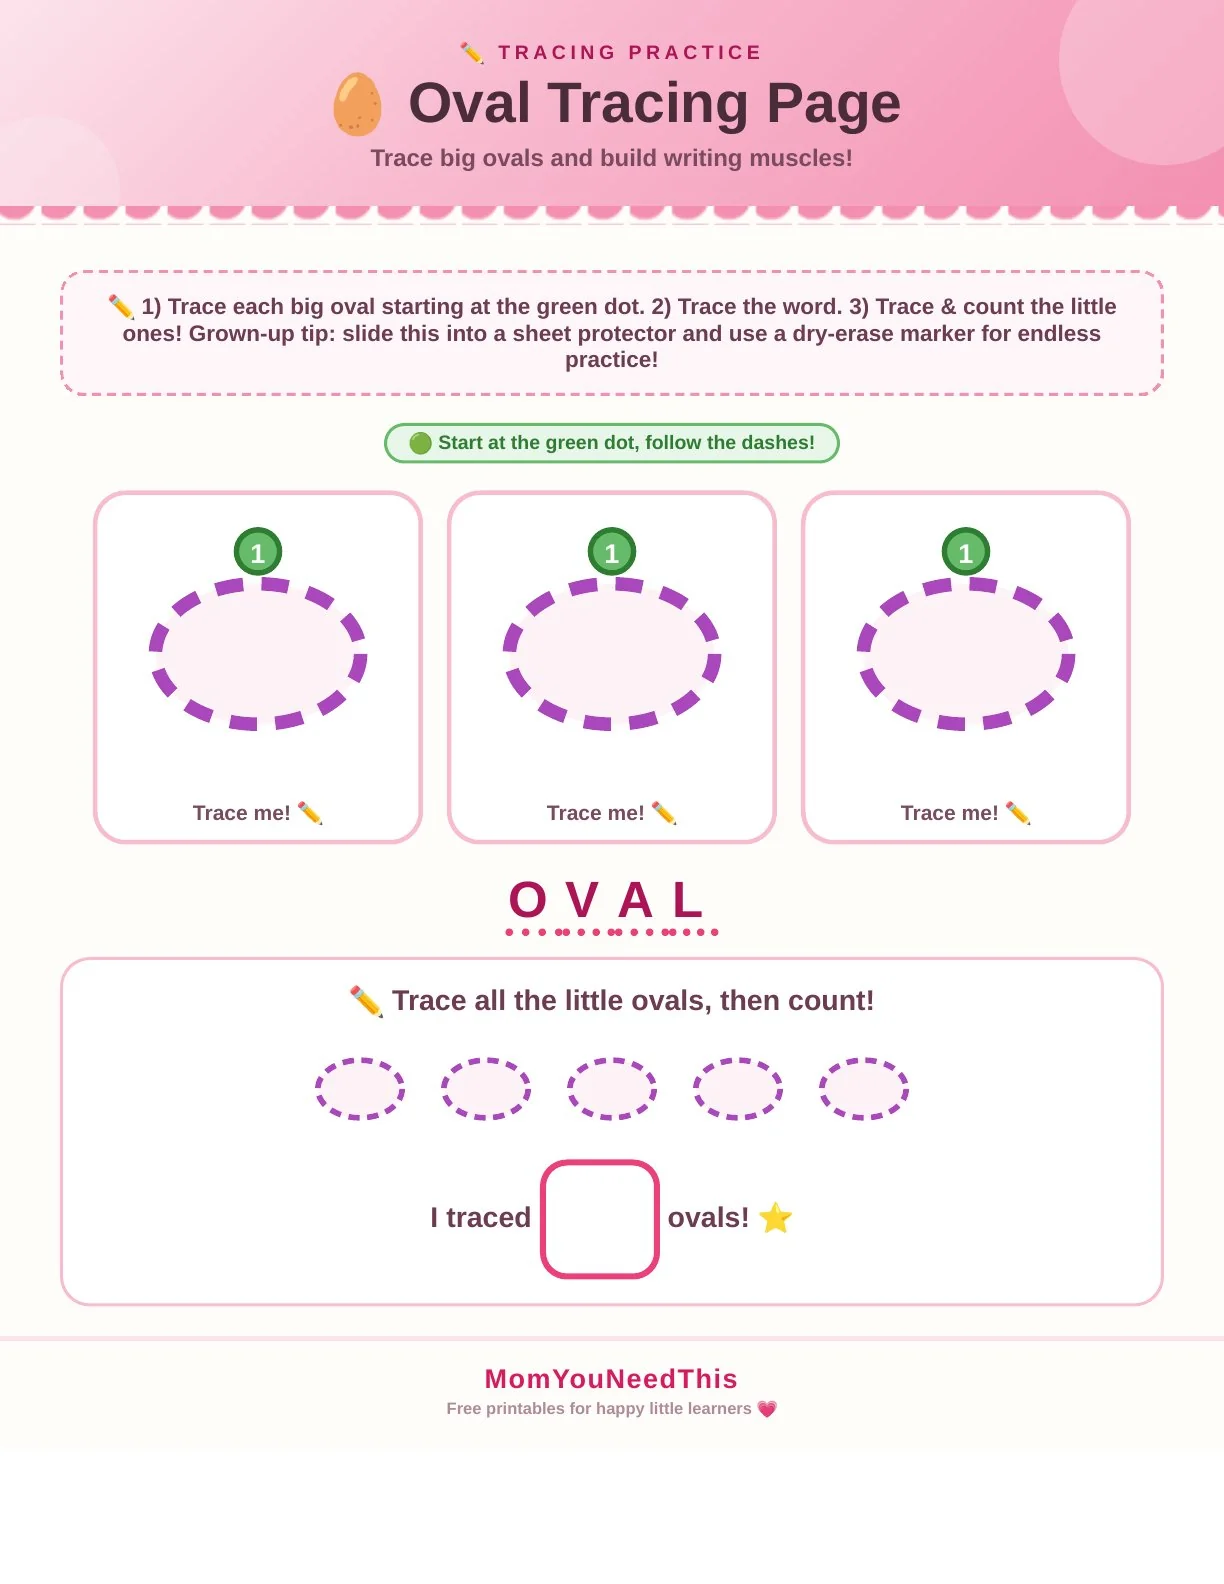 ✏️ TRACING PRACTICE
🥚 Oval Tracing Page
Trace big ovals and build writing muscles!
✏️ 1) Trace each big oval starting at the green dot. 2) Trace the word. 3) Trace & count the little
ones! Grown-up tip: slide this into a sheet protector and use a dry-erase marker for endless
practice!
🟢 Start at the green dot, follow the dashes!
1 1 1
Trace me! ✏️ Trace me! ✏️ Trace me! ✏️
OVAL
✏️ Trace all the little ovals, then count!
I traced ovals! ⭐
MomYouNeedThis
Free printables for happy little learners 💗